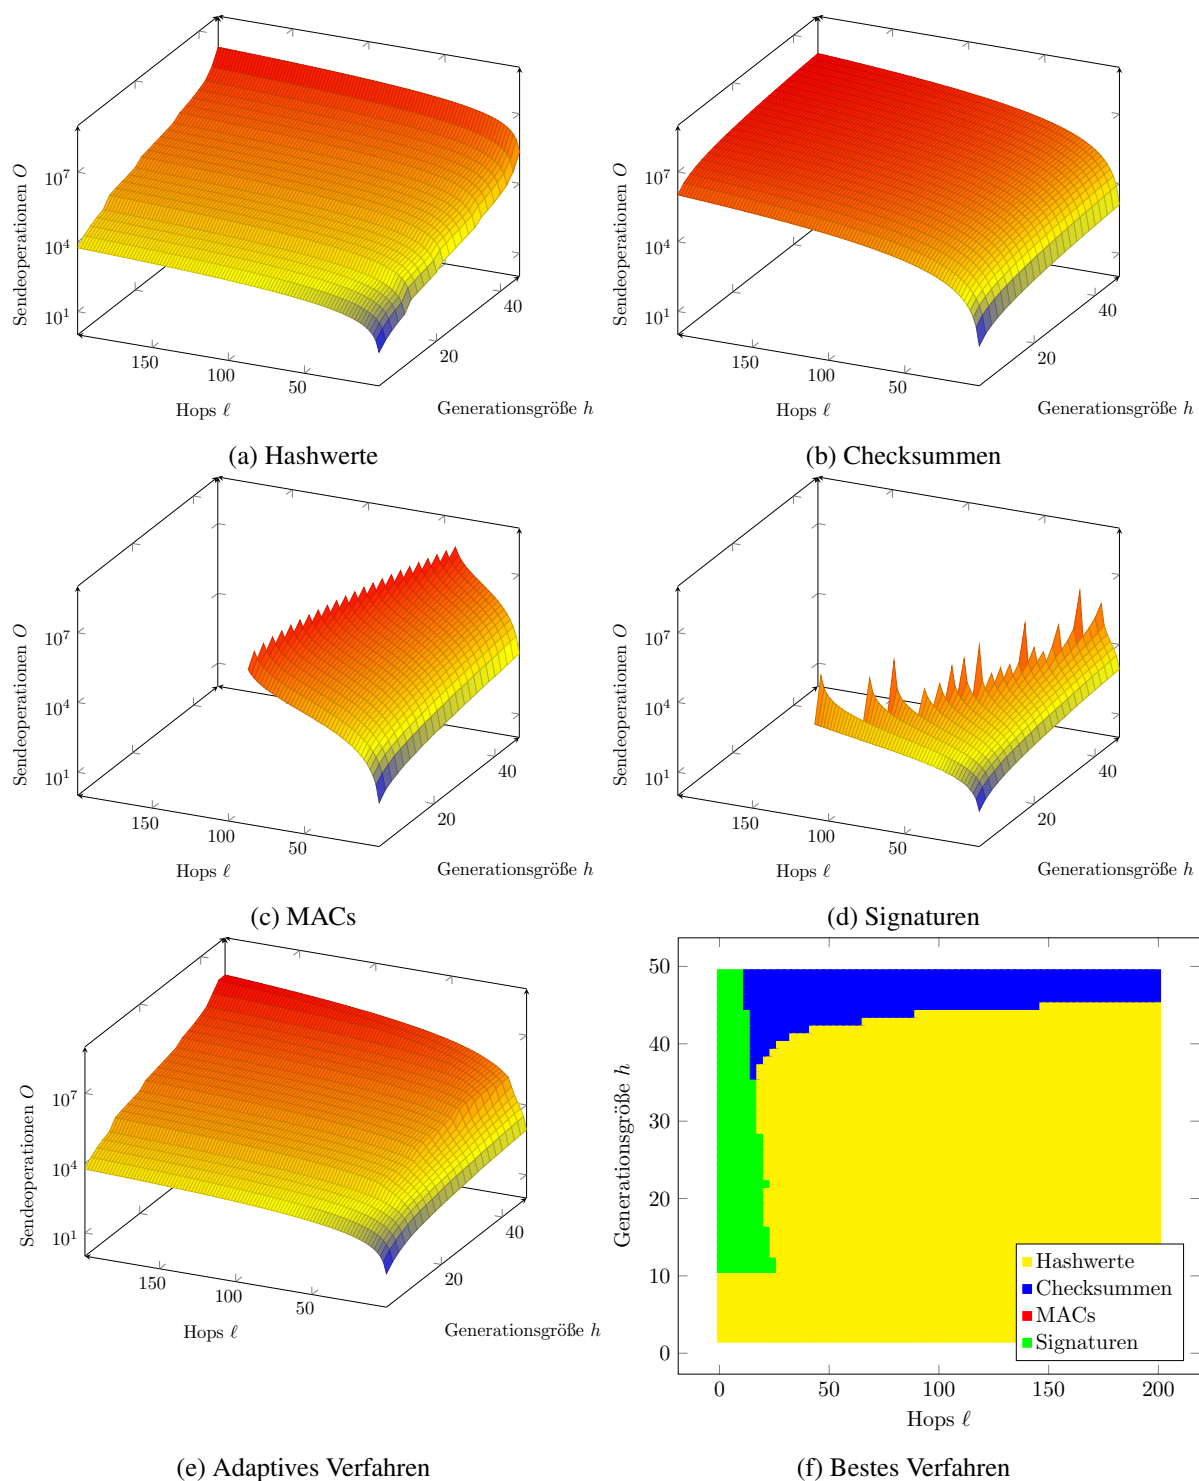 Sendeoperationen O
10^7
10^4
10^1
150
100
50
20
40
Hops ℓ
Generationsgröße h
(a) Hashwerte
Sendeoperationen O
10^7
10^4
10^1
150
100
50
20
40
Hops ℓ
Generationsgröße h
(b) Checksummen
Sendeoperationen O
10^7
10^4
10^1
150
100
50
20
40
Hops ℓ
Generationsgröße h
(c) MACs
Sendeoperationen O
10^7
10^4
10^1
150
100
50
20
40
Hops ℓ
Generationsgröße h
(d) Signaturen
Sendeoperationen O
10^7
10^4
10^1
150
100
50
20
40
Hops ℓ
Generationsgröße h
(e) Adaptives Verfahren
Generationsgröße h
50
40
30
20
10
0
Hashwerte
Checksummen
MACs
Signaturen
0
50
100
150
200
Hops ℓ
(f) Bestes Verfahren